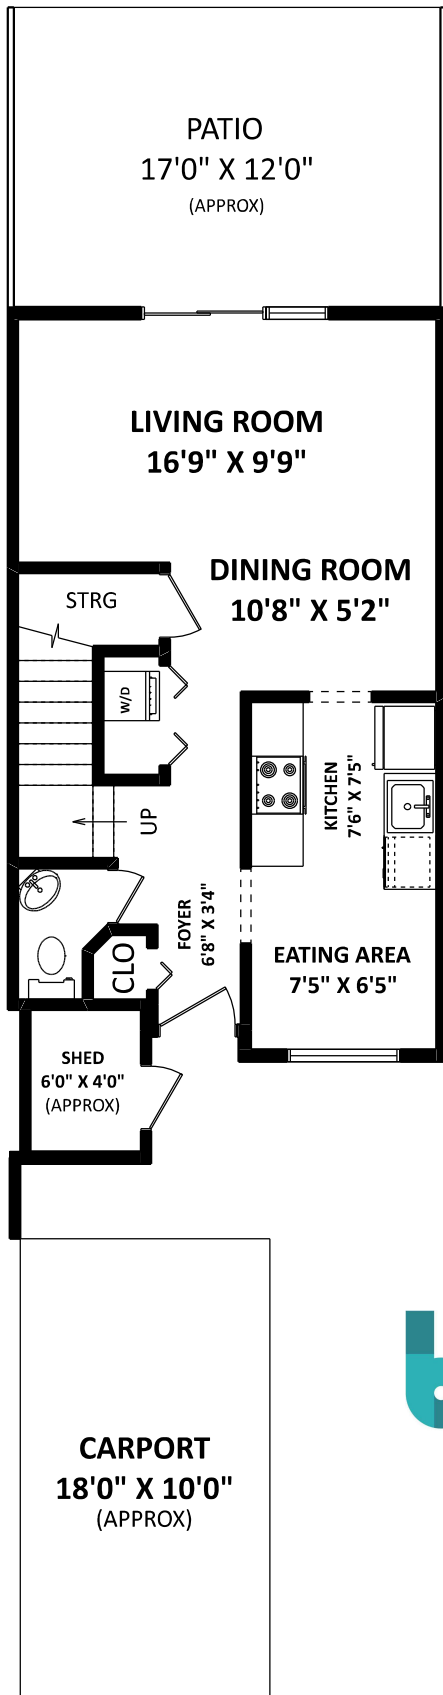 PATIO
17'0" X 12'0"
(APPROX)
LIVING ROOM
16'9" X 9'9"
DINING ROOM
10'8" X 5'2"
STRG
W/D
KITCHEN
7'6" X 7'5"
UP
FOYER
6'8" X 3'4"
CLO
EATING AREA
7'5" X 6'5"
SHED
6'0" X 4'0"
(APPROX)
CARPORT
18'0" X 10'0"
(APPROX)